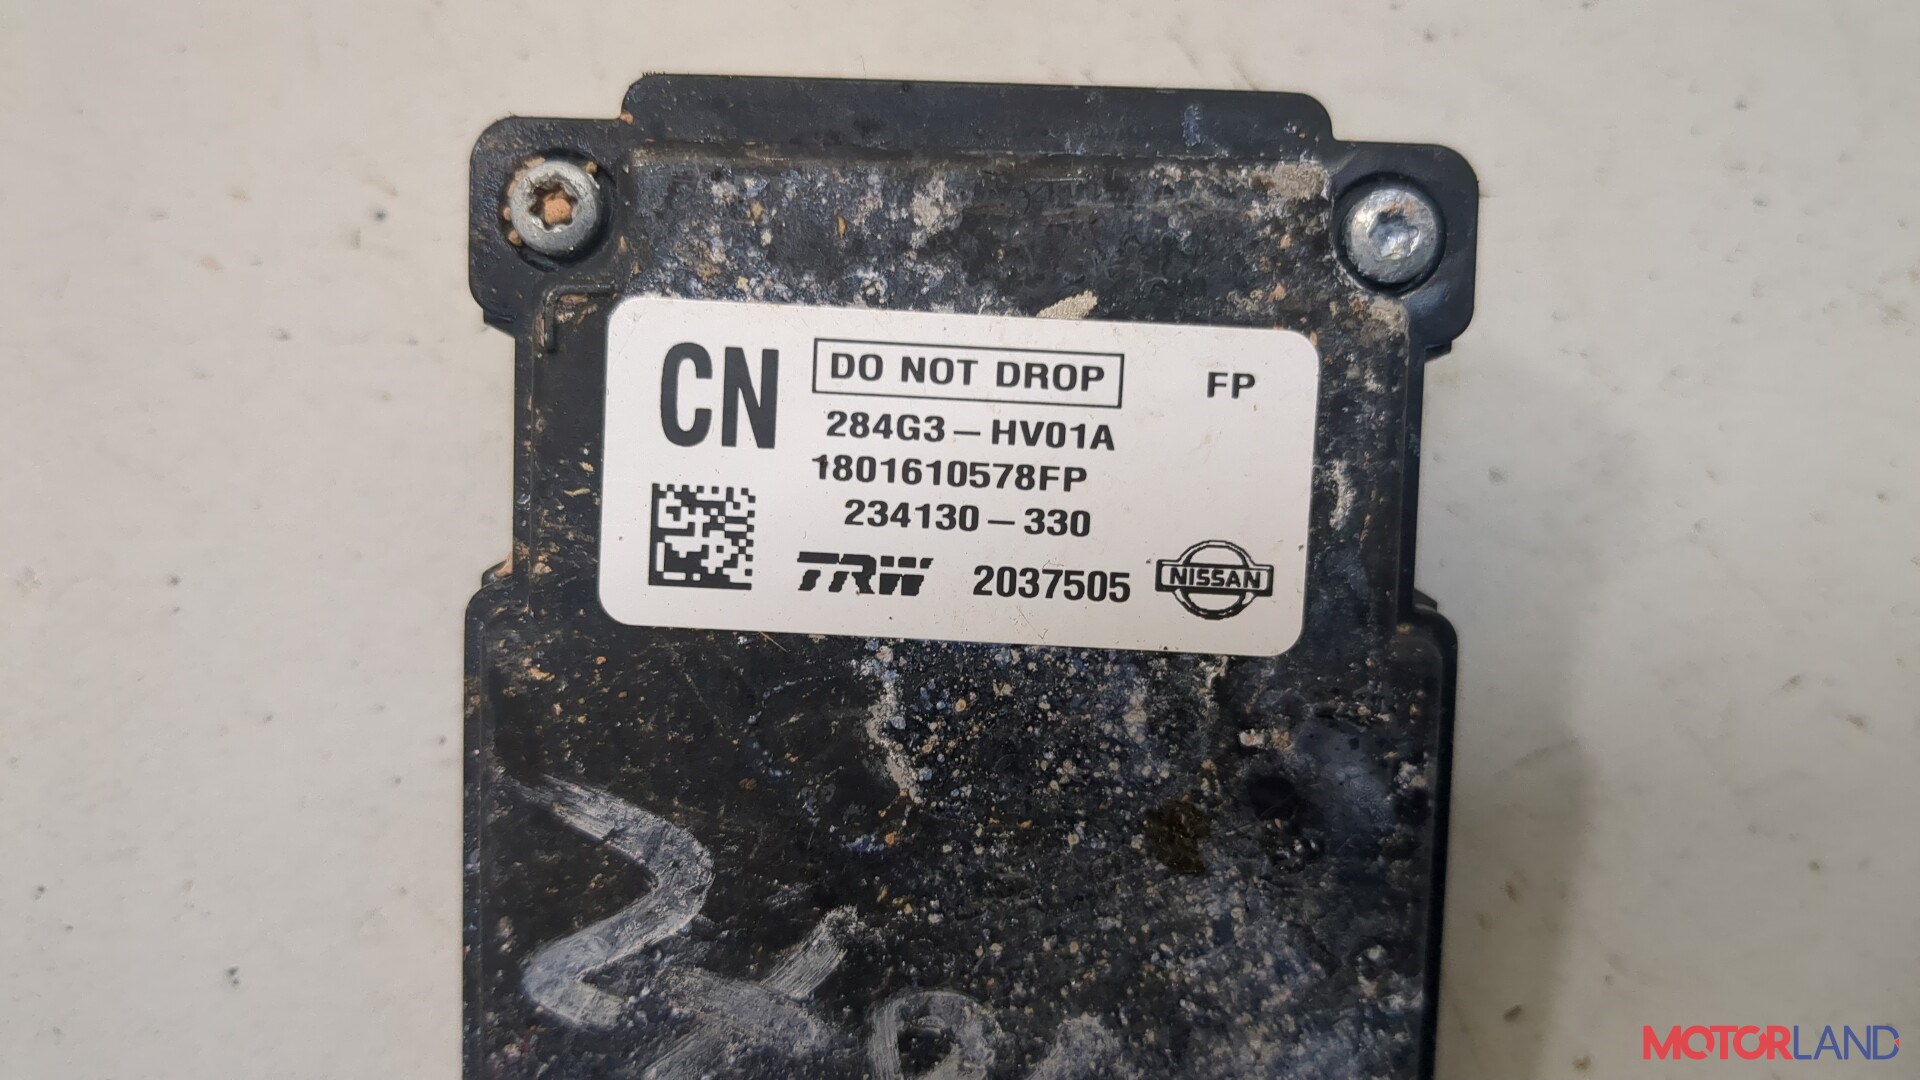 CN
DO NOT DROP
FP
284G3-HV01A
1801610578FP
234130-330
TRW 2037505 NISSAN
MOTORLAND